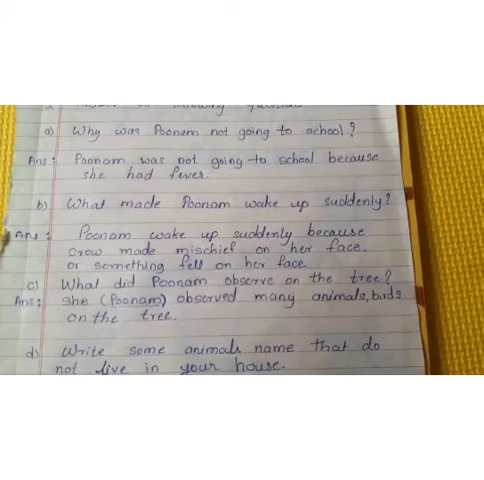 a) Why was Poonam not going to school?
Ans: Poonam was not going to school because
she had fever.
b) What made Poonam wake up suddenly?
Ans: Poonam wake up suddenly because
crow made mischief on her face.
or something fell on her face.
c) What did Poonam observe on the tree?
Ans: She (Poonam) observed many animals, birds
on the tree.
d) Write some animals name that do
not live in your house.